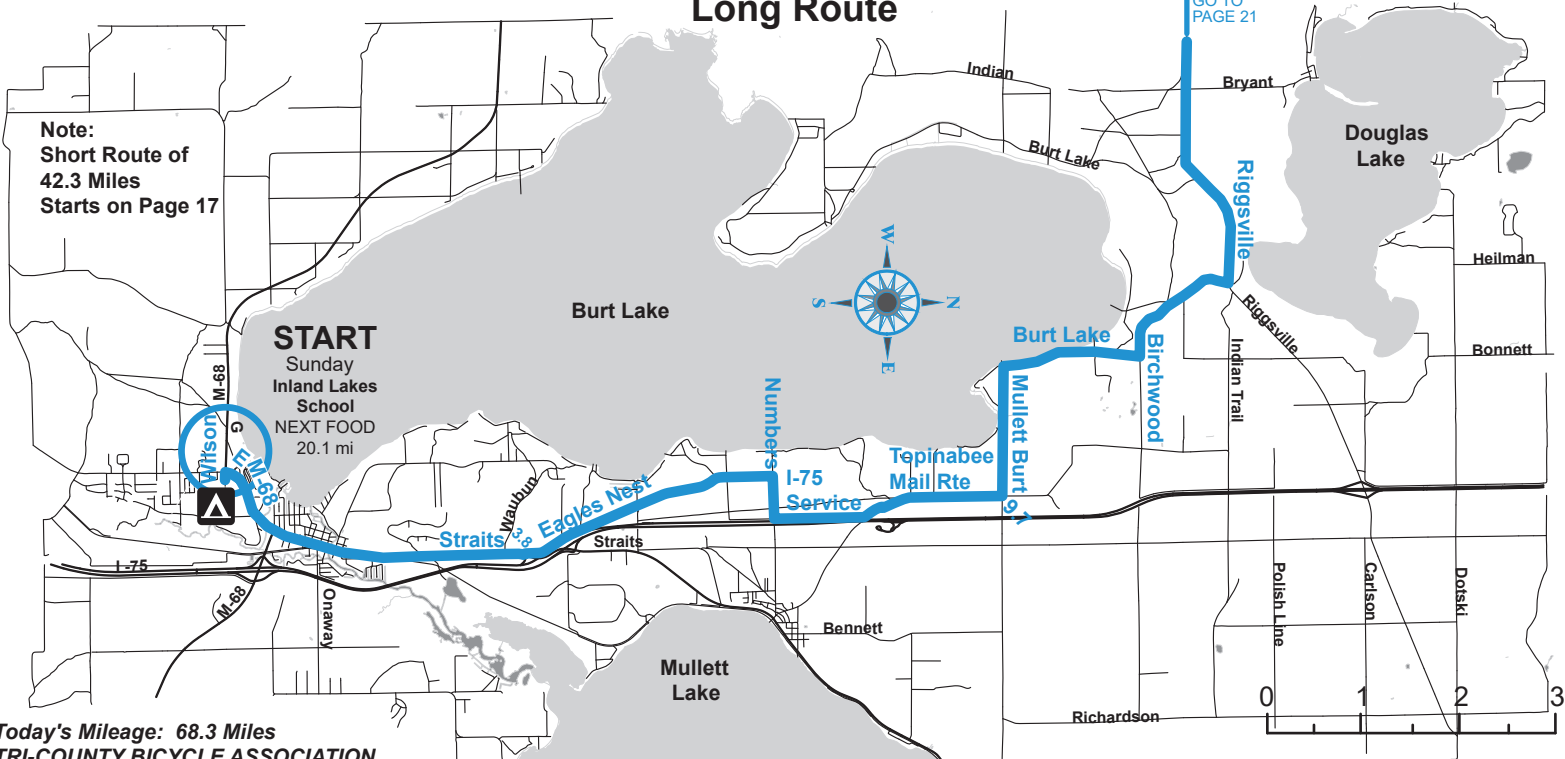 Long Route
GO TO
PAGE 21
Note:
Short Route of
42.3 Miles
Starts on Page 17
Indian
Bryant
Burt Lake
Douglas
Lake
Riggsville
Heilman
W
S
N
E
Burt Lake
START
Sunday
Inland Lakes
School
NEXT FOOD
20.1 mi
M-68
G
Wilson
E M-68
Burt Lake
Birchwood
Riggsville
Indian Trail
Bonnett
Numbers
I-75
Service
Topinabee
Mail Rte
Mullett Burt
9.7
Waubun
3.8
Eagles Nest
Straits
Straits
I-75
M-68
Onaway
Bennett
Mullett
Lake
Polish Line
Carlson
Dotski
Richardson
0 1 2 3
Today's Mileage: 68.3 Miles
TRI-COUNTY BICYCLE ASSOCIATION